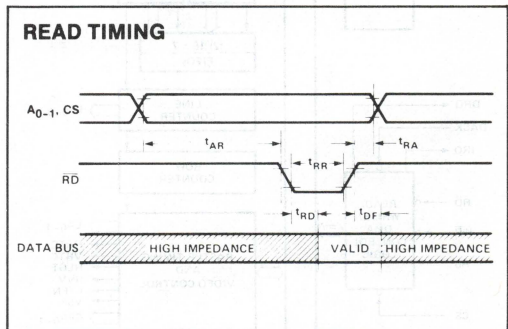 READ TIMING
A0-1, CS
tAR
tRA
RD
tRR
tRD
tDF
DATA BUS
HIGH IMPEDANCE
VALID
HIGH IMPEDANCE